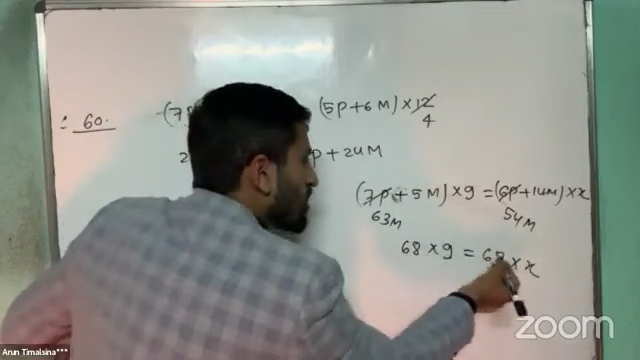 ∴ 60.
(5P+6M) ×12
4
P + 24M
(7P + 5M) × 9 = (6P + 14M) × x
63M 54M
68 × 9 = 68 × x
zoom
Arun Timalsina***